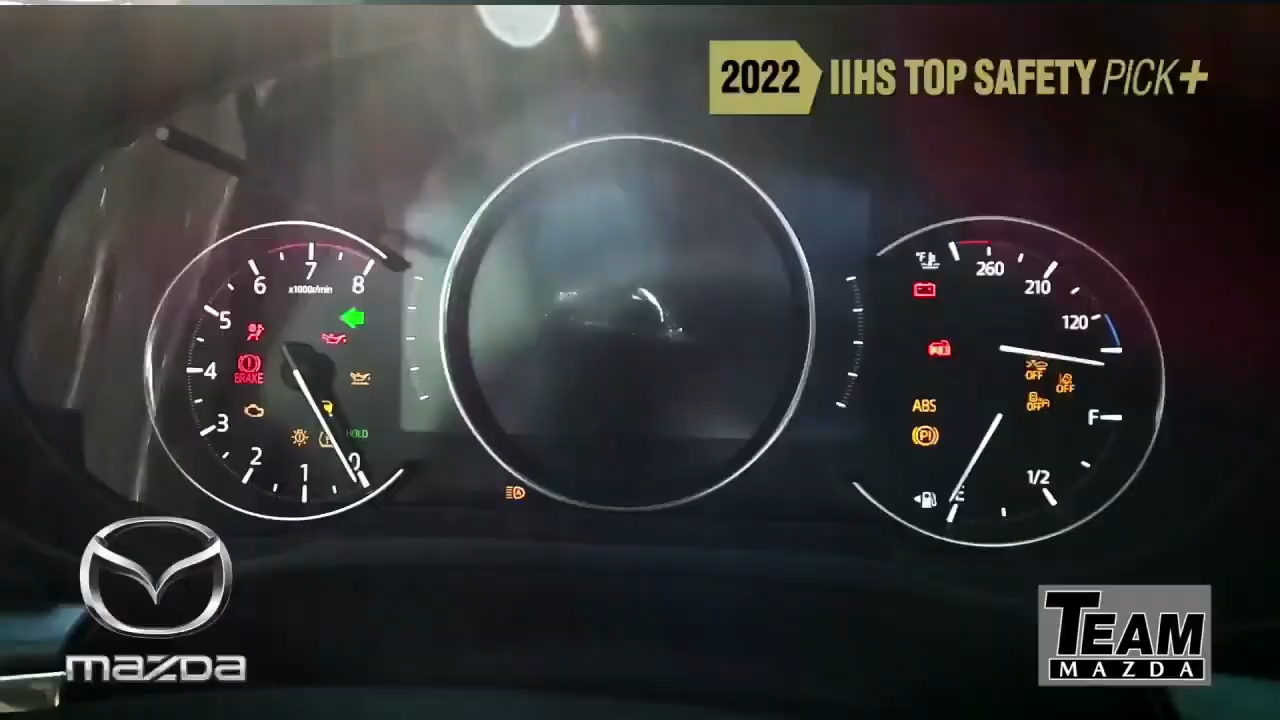 2022 IIHS TOP SAFETY PICK+
8
7
6
x1000r/min
5
4
3
2
1
0
BRAKE
HOLD
°F
260
210
120
OFF
OFF
OFF
ABS
(P)
F
1/2
E
A
mazda
TEAM
MAZDA